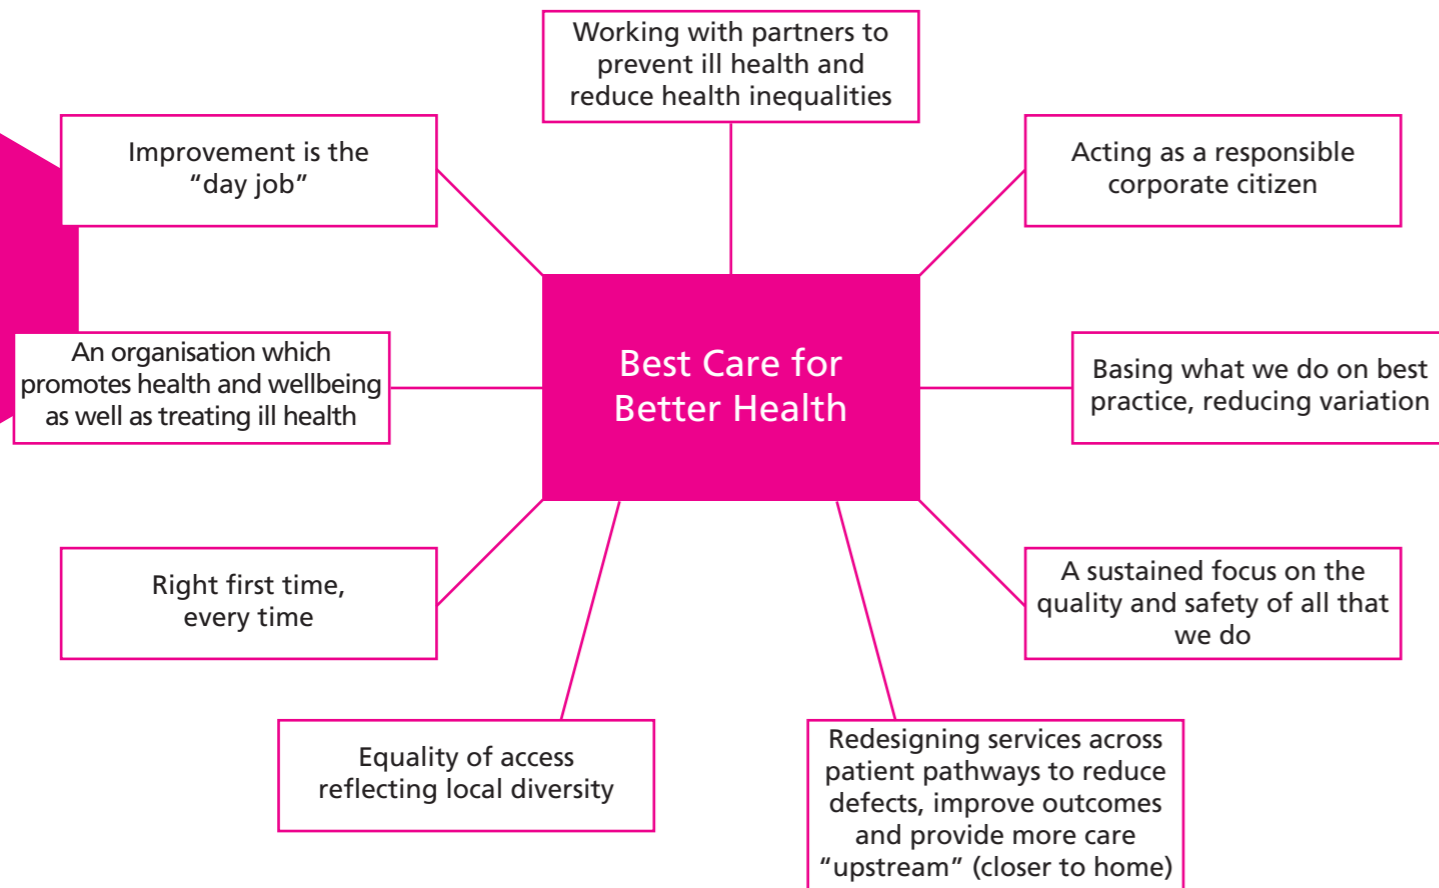 Working with partners to
prevent ill health and
reduce health inequalities
Improvement is the
“day job”
Acting as a responsible
corporate citizen
An organisation which
promotes health and wellbeing
as well as treating ill health
Best Care for
Better Health
Basing what we do on best
practice, reducing variation
Right first time,
every time
A sustained focus on the
quality and safety of all that
we do
Equality of access
reflecting local diversity
Redesigning services across
patient pathways to reduce
defects, improve outcomes
and provide more care
“upstream” (closer to home)